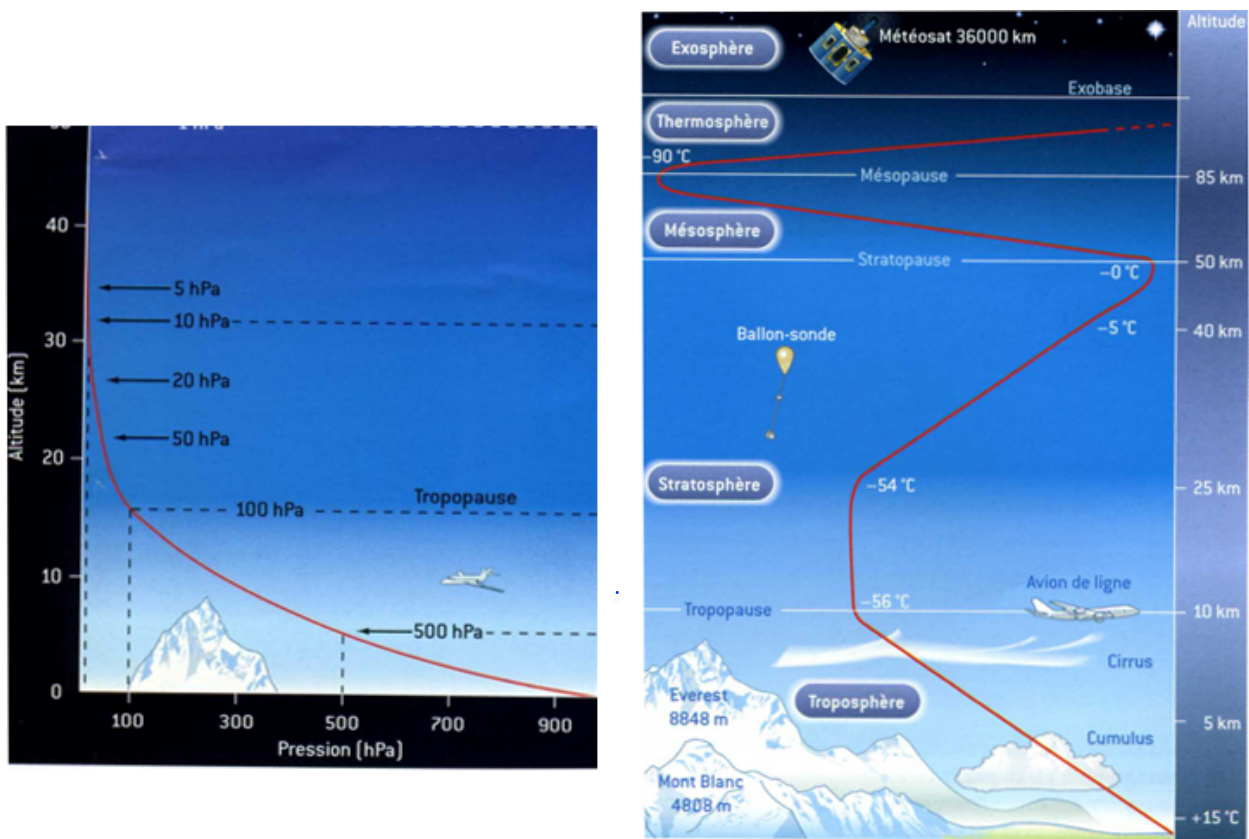 40
5 hPa
10 hPa
30
20 hPa
50 hPa
20
Tropopause
100 hPa
10
500 hPa
0
100 300 500 700 900
Pression (hPa)
Altitude (km)
Altitude
Météosat 36000 km
Exosphère
Exobase
Thermosphère
–90 °C
Mésopause
85 km
Mésosphère
Stratopause
50 km
–0 °C
–5 °C
40 km
Ballon-sonde
Stratosphère
–54 °C
25 km
Avion de ligne
–56 °C
Tropopause
10 km
Cirrus
Everest
8848 m
Troposphère
5 km
Cumulus
Mont Blanc
4808 m
+15 °C